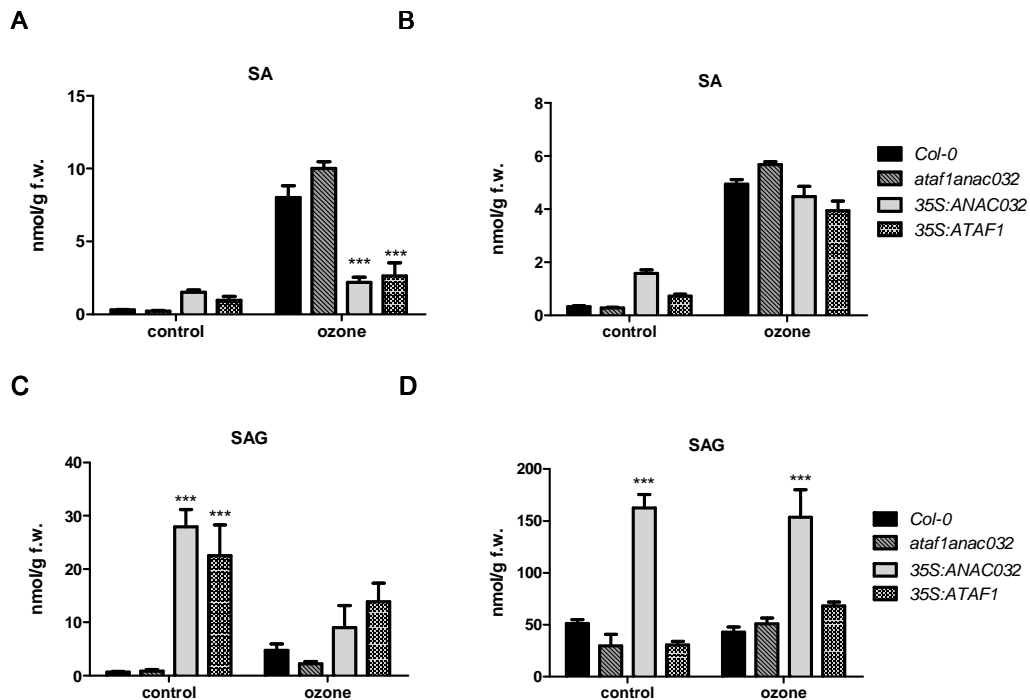 A
B
SA
15
10
5
0
nmol/g f.w.
*** ***
control ozone
SA
8
6
4
2
0
nmol/g f.w.
control ozone
Col-0
ataf1anac032
35S:ANAC032
35S:ATAF1
C
D
SAG
40
30
20
10
0
nmol/g f.w.
*** ***
control ozone
SAG
200
150
100
50
0
nmol/g f.w.
*** ***
control ozone
Col-0
ataf1anac032
35S:ANAC032
35S:ATAF1